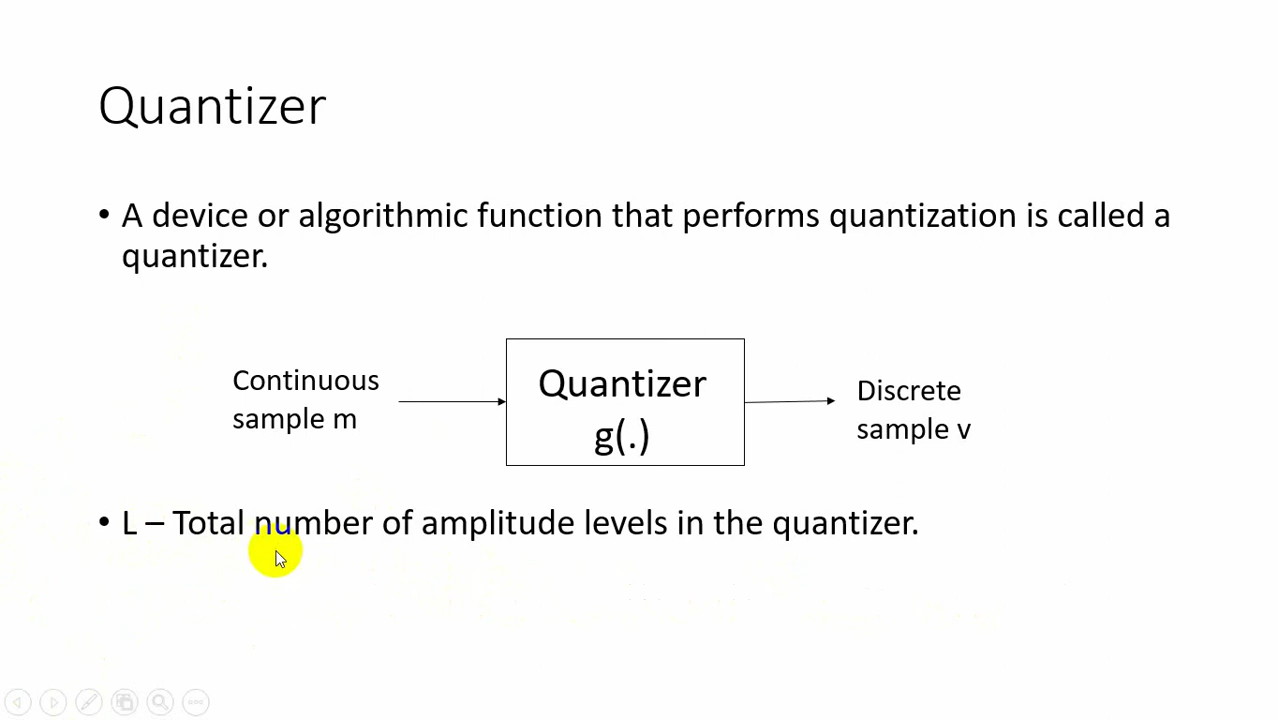 Quantizer
• A device or algorithmic function that performs quantization is called a
quantizer.
Continuous
sample m
Quantizer
g(.)
Discrete
sample v
• L – Total number of amplitude levels in the quantizer.